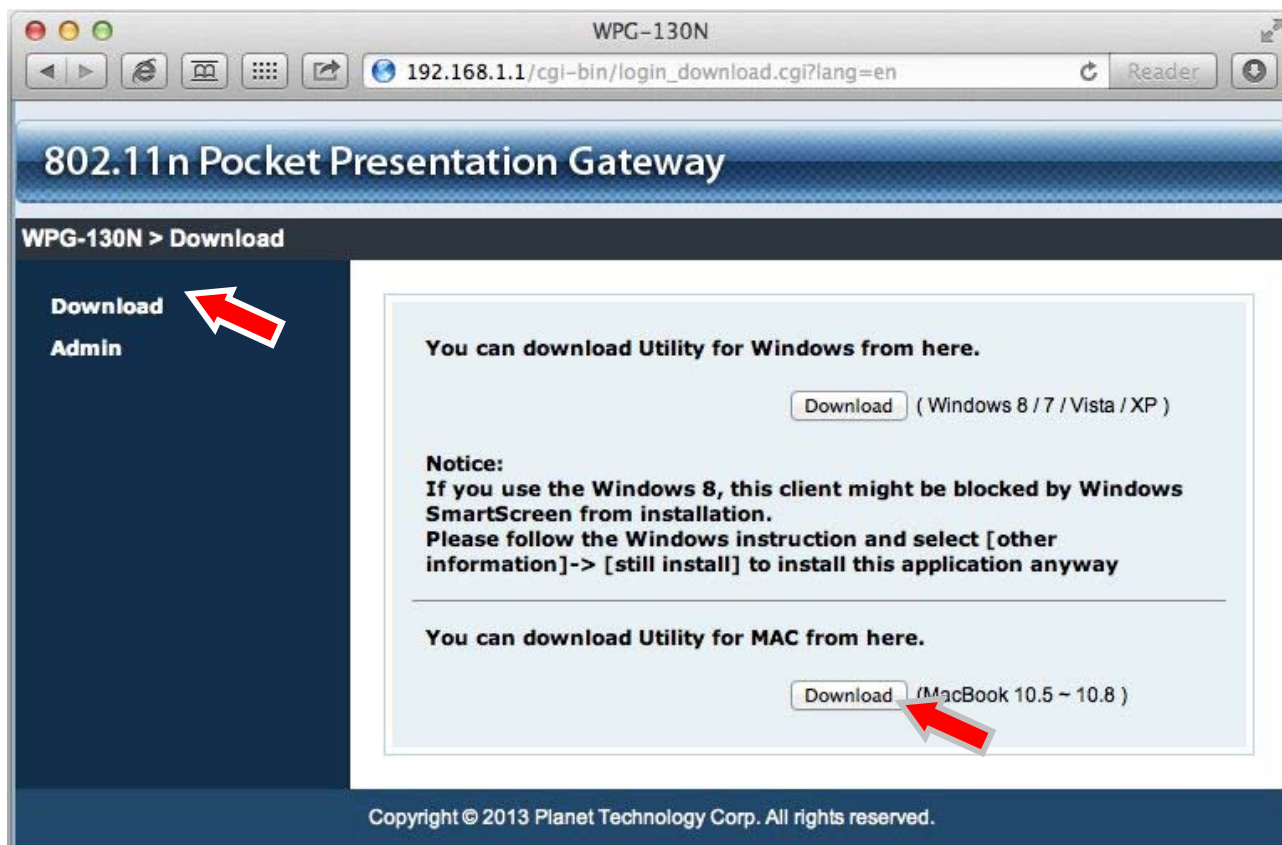 WPG-130N
192.168.1.1/cgi-bin/login_download.cgi?lang=en
Reader
802.11n Pocket Presentation Gateway
WPG-130N > Download
Download
Admin
You can download Utility for Windows from here.
Download ( Windows 8 / 7 / Vista / XP )
Notice:
If you use the Windows 8, this client might be blocked by Windows
SmartScreen from installation.
Please follow the Windows instruction and select [other
information]-> [still install] to install this application anyway
You can download Utility for MAC from here.
Download (MacBook 10.5 ~ 10.8 )
Copyright © 2013 Planet Technology Corp. All rights reserved.